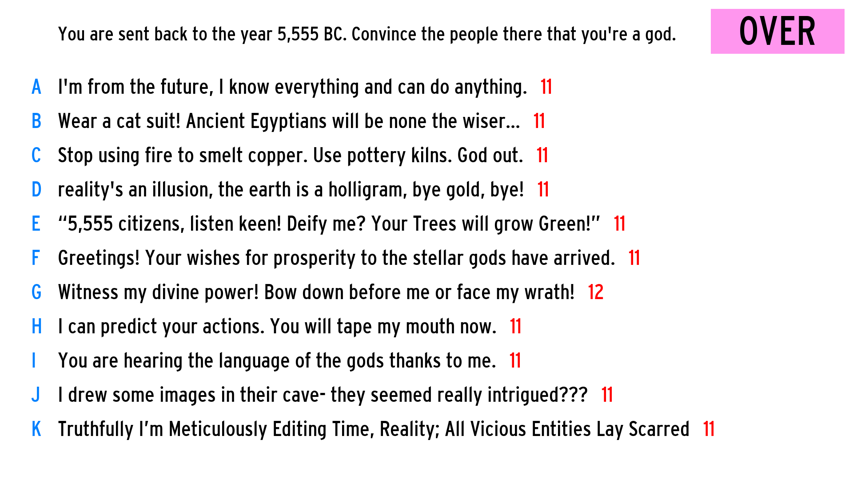 You are sent back to the year 5,555 BC. Convince the people there that you're a god.
OVER
A I'm from the future, I know everything and can do anything. 11
B Wear a cat suit! Ancient Egyptians will be none the wiser... 11
C Stop using fire to smelt copper. Use pottery kilns. God out. 11
D reality's an illusion, the earth is a holligram, bye gold, bye! 11
E “5,555 citizens, listen keen! Deify me? Your Trees will grow Green!” 11
F Greetings! Your wishes for prosperity to the stellar gods have arrived. 11
G Witness my divine power! Bow down before me or face my wrath! 12
H I can predict your actions. You will tape my mouth now. 11
I You are hearing the language of the gods thanks to me. 11
J I drew some images in their cave- they seemed really intrigued??? 11
K Truthfully I’m Meticulously Editing Time, Reality; All Vicious Entities Lay Scarred 11